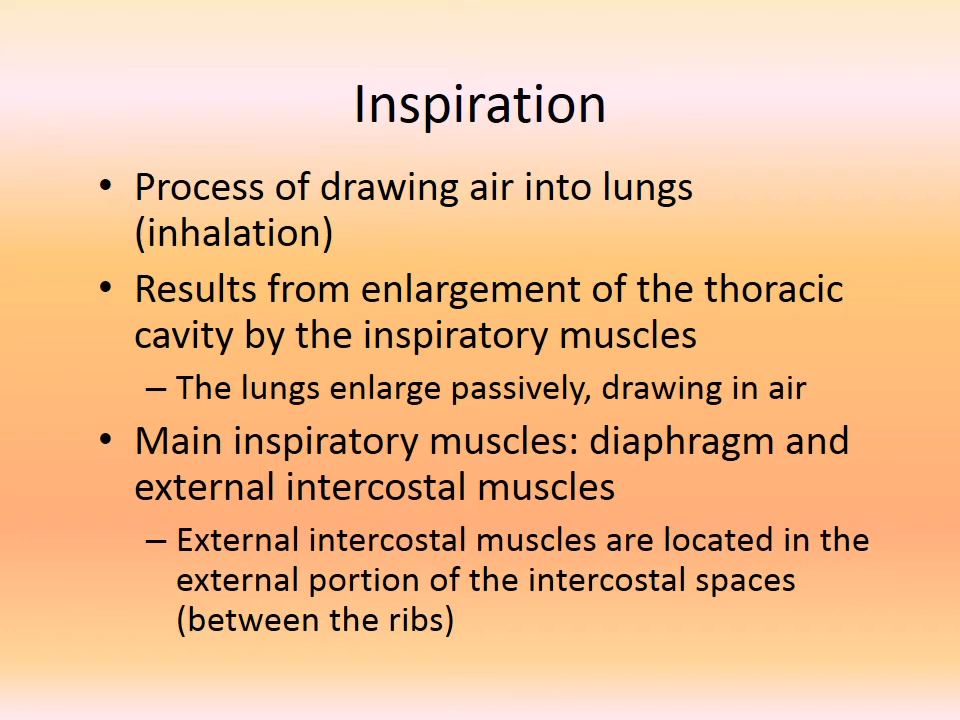 Inspiration
• Process of drawing air into lungs
(inhalation)
• Results from enlargement of the thoracic
cavity by the inspiratory muscles
– The lungs enlarge passively, drawing in air
• Main inspiratory muscles: diaphragm and
external intercostal muscles
– External intercostal muscles are located in the
external portion of the intercostal spaces
(between the ribs)